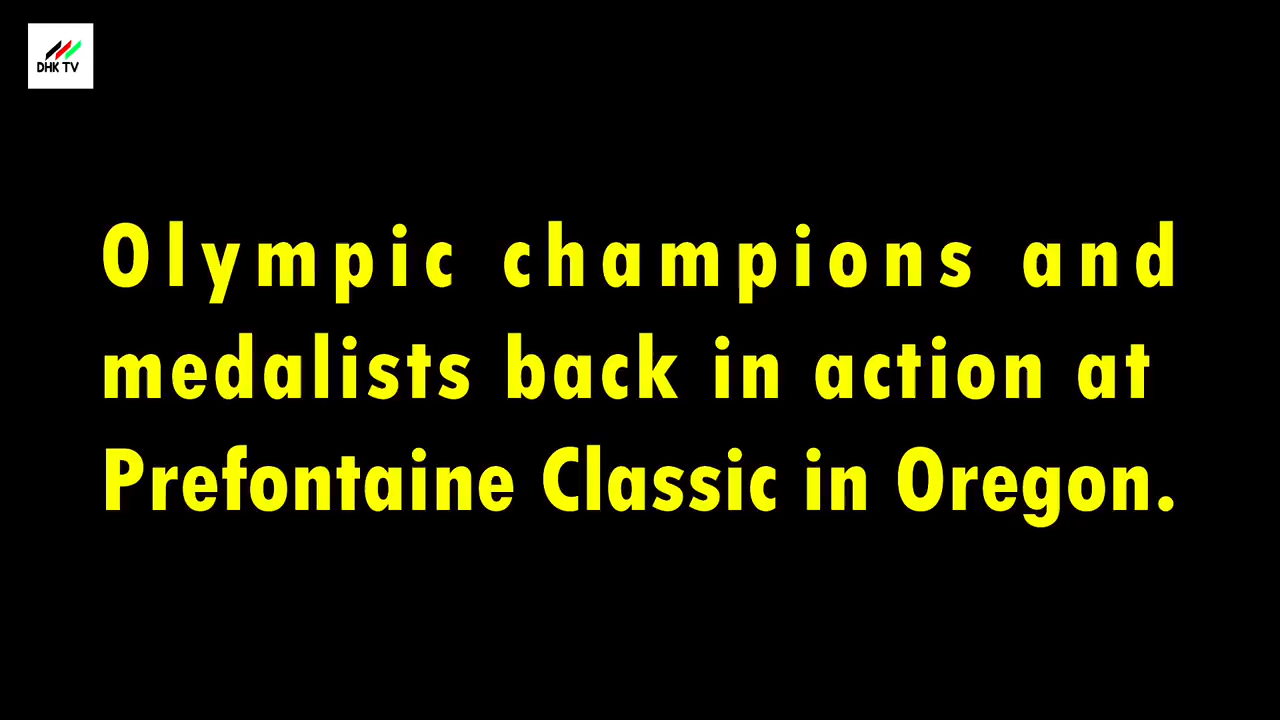 DHK TV
Olympic champions and
medalists back in action at
Prefontaine Classic in Oregon.